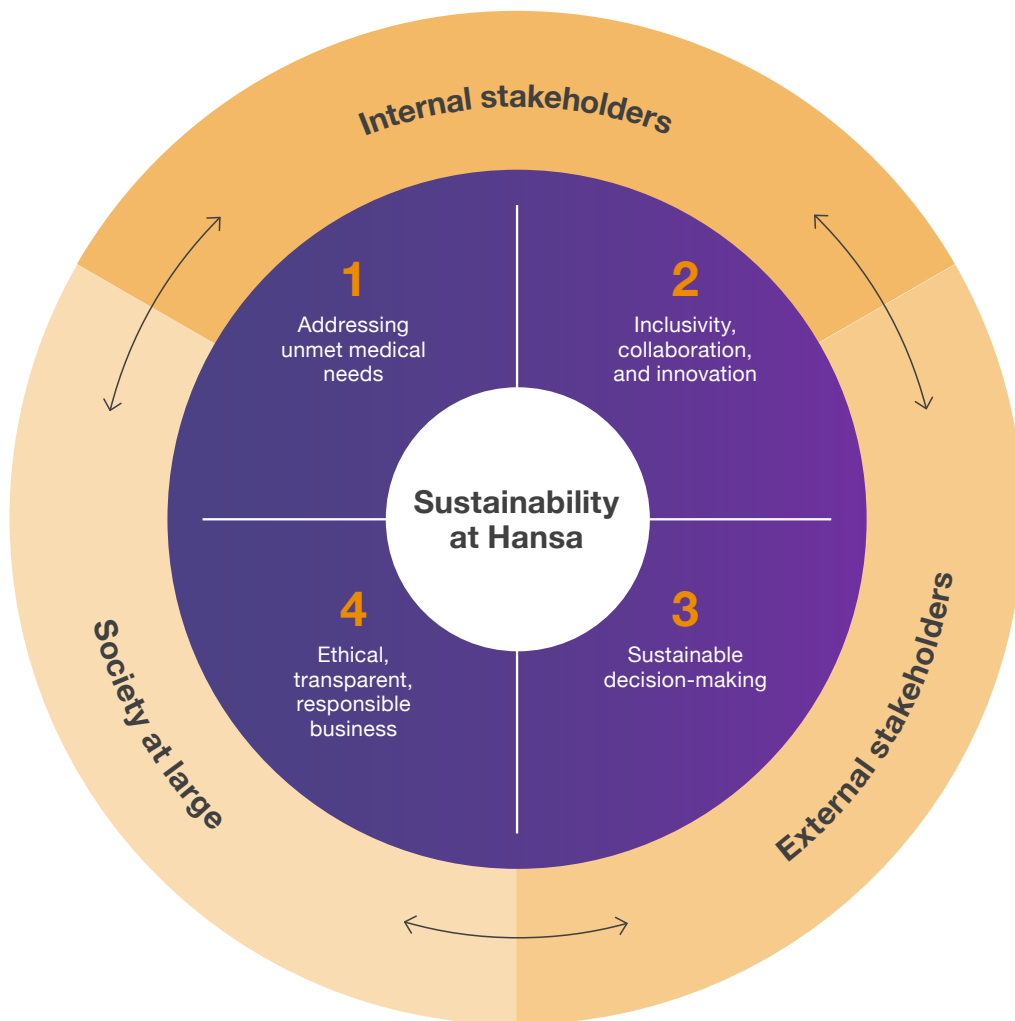 Internal stakeholders
1
Addressing
unmet medical
needs
2
Inclusivity,
collaboration,
and innovation
Sustainability
at Hansa
4
Ethical,
transparent,
responsible
business
3
Sustainable
decision-making
Society at large
External stakeholders